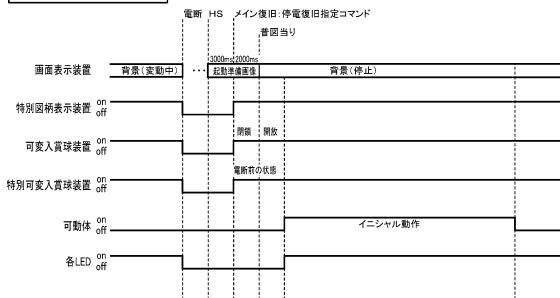 電断 HS メイン復旧:停電復旧指定コマンド
普図当り
3000ms 2000ms
画面表示装置 背景(変動中) ・・・ 起動準備画像 背景(停止)
特別図柄表示装置 on off
閉鎖 開放
可変入賞球装置 on off
電断前の状態
特別可変入賞球装置 on off
可動体 on off イニシャル動作
各LED on off